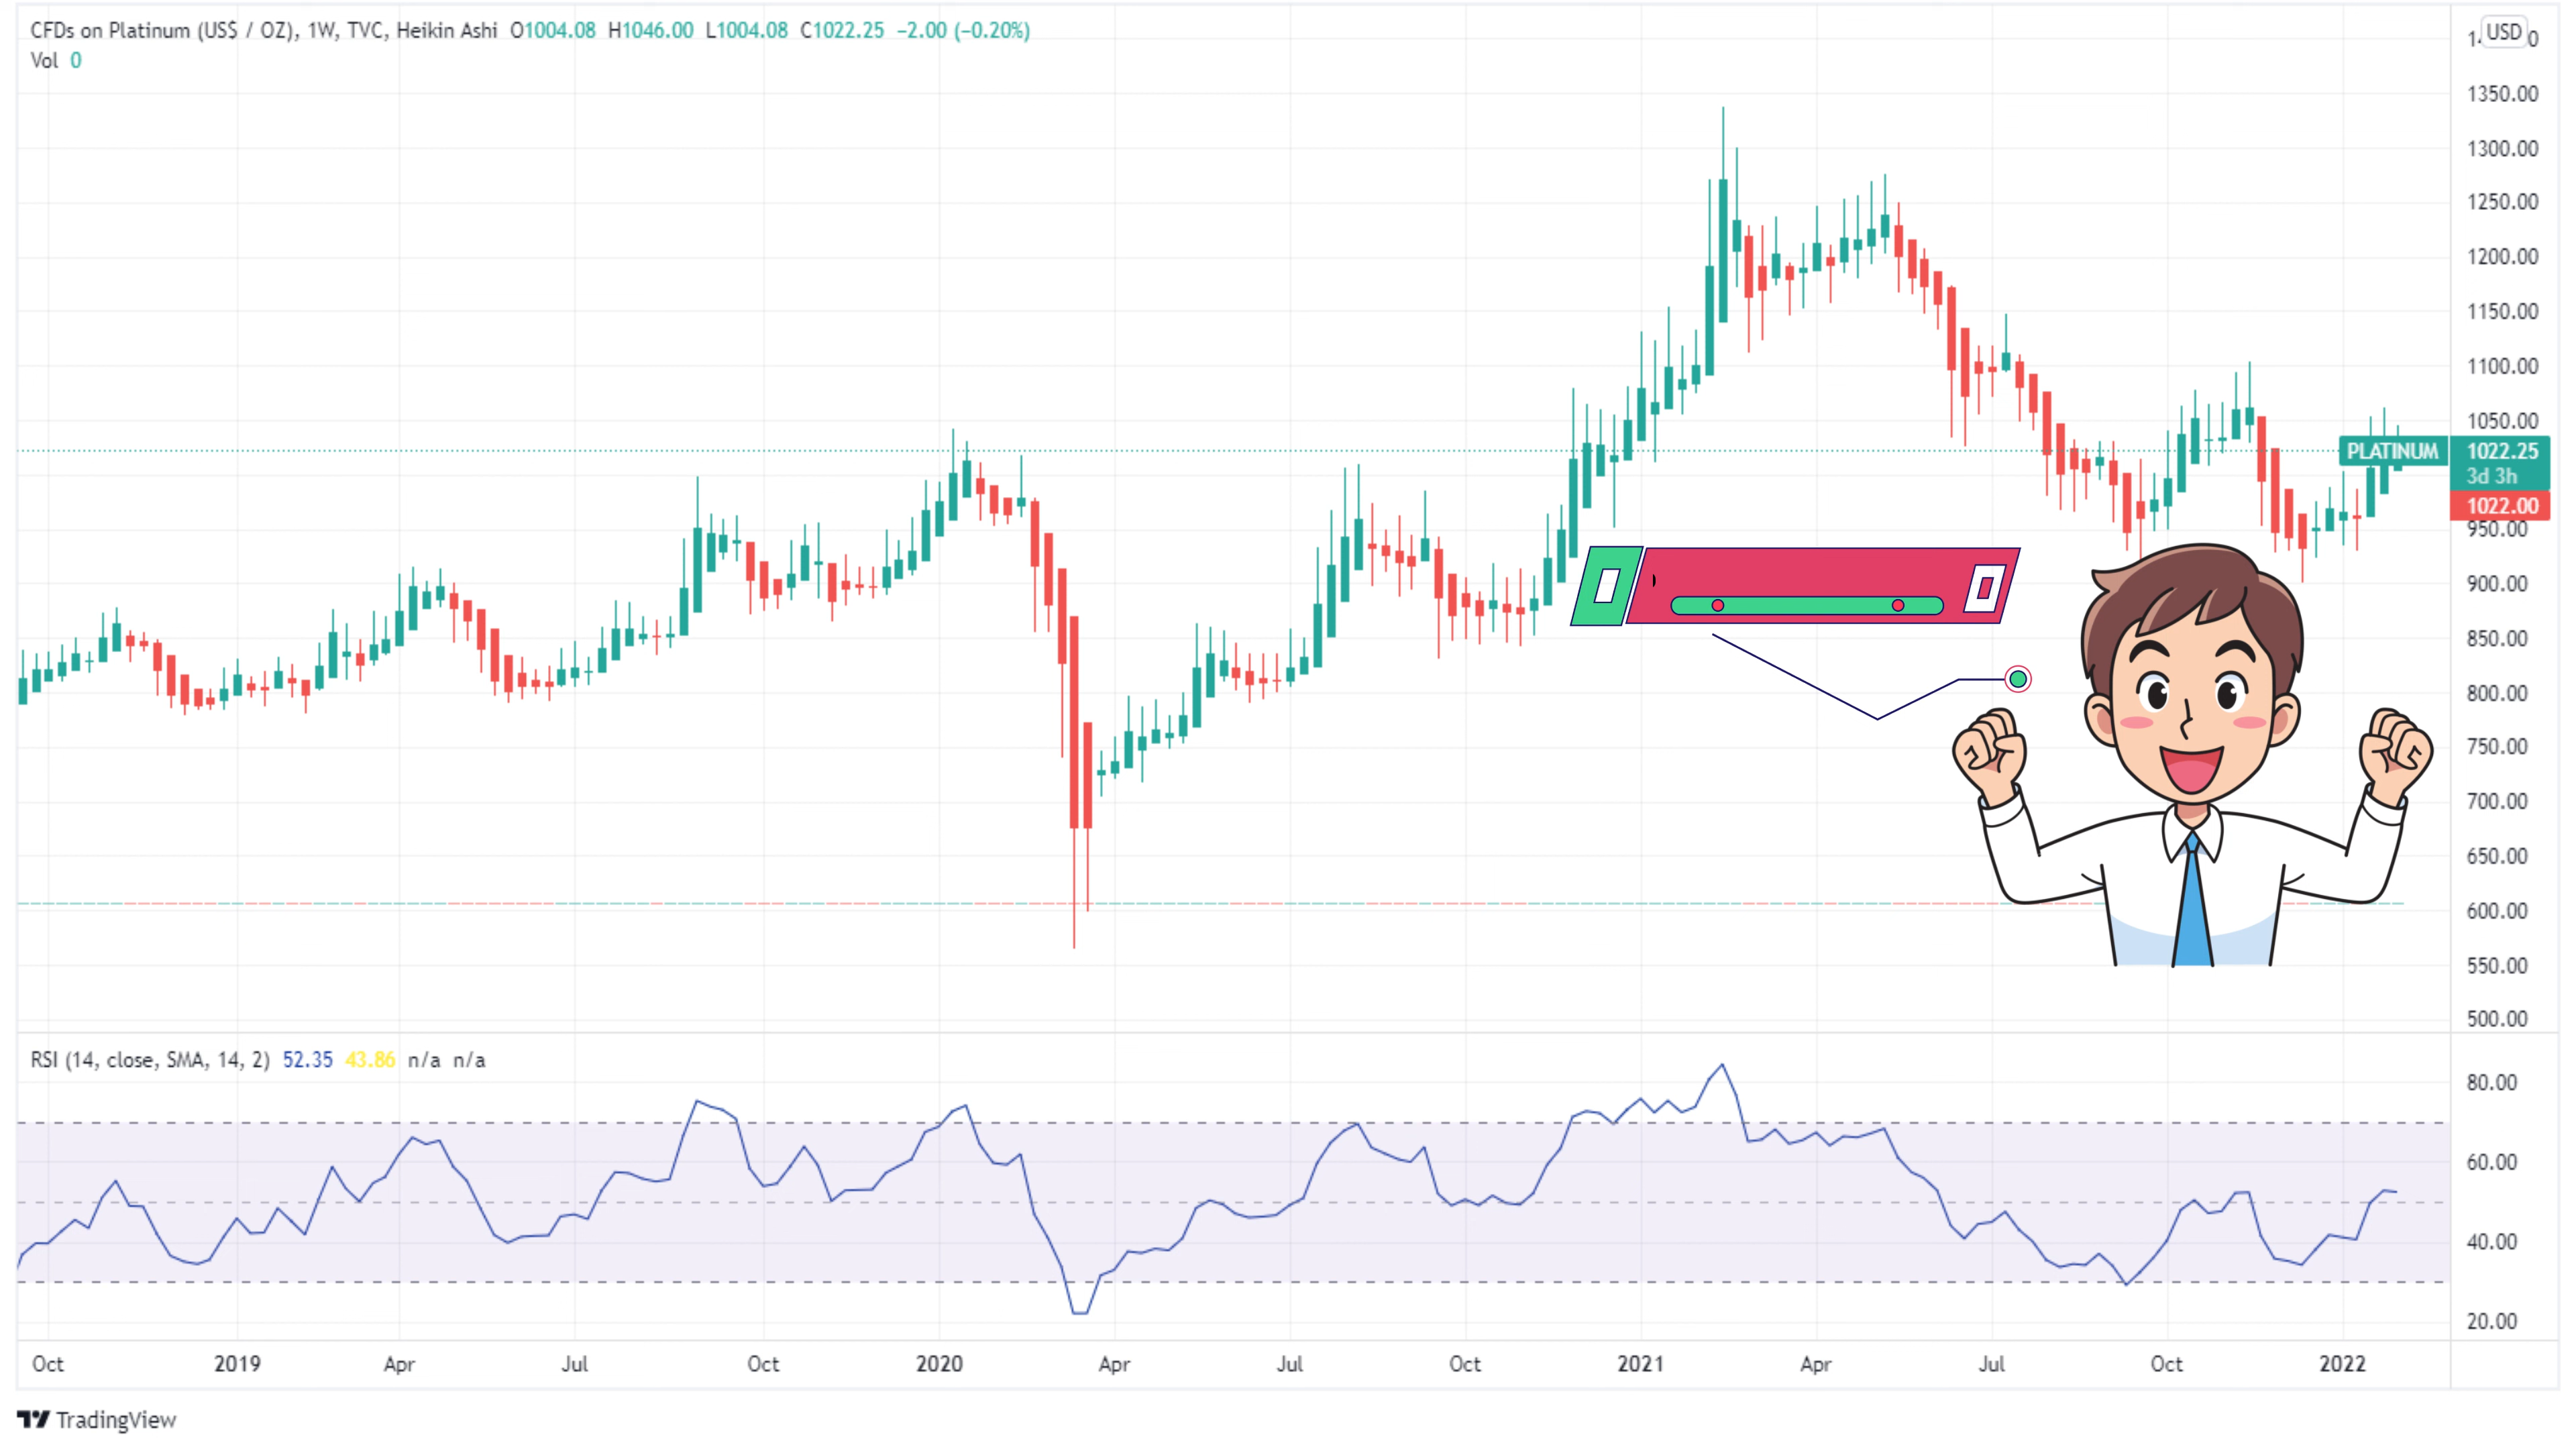 CFDs on Platinum (US$ / OZ), 1W, TVC, Heikin Ashi O1004.08 H1046.00 L1004.08 C1022.25 −2.00 (−0.20%)
Vol 0
USD
1350.00
1300.00
1250.00
1200.00
1150.00
1100.00
1050.00
PLATINUM 1022.25
3d 3h
1022.00
950.00
900.00
850.00
800.00
750.00
700.00
650.00
600.00
550.00
500.00
RSI (14, close, SMA, 14, 2) 52.35 43.86 n/a n/a
80.00
60.00
40.00
20.00
Oct 2019 Apr Jul Oct 2020 Apr Jul Oct 2021 Apr Jul Oct 2022
TradingView